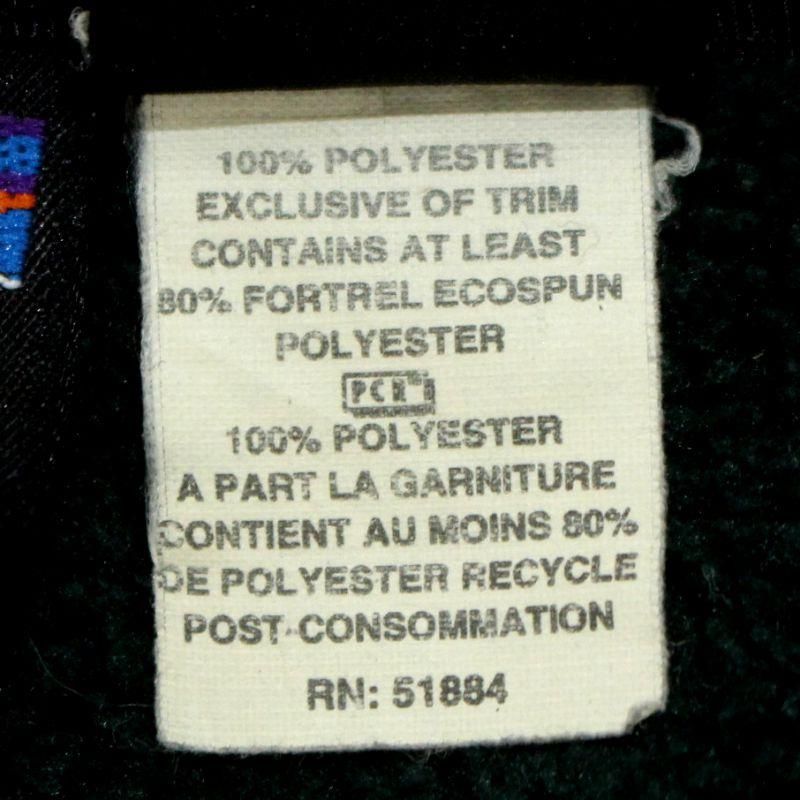 100% POLYESTER
EXCLUSIVE OF TRIM
CONTAINS AT LEAST
80% FORTREL ECOSPUN
POLYESTER
PCR
100% POLYESTER
A PART LA GARNITURE
CONTIENT AU MOINS 80%
DE POLYESTER RECYCLE
POST-CONSOMMATION
RN: 51884